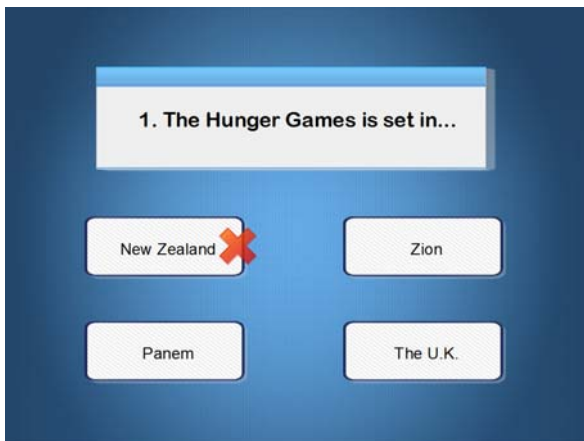 1. The Hunger Games is set in...
New Zealand
Zion
Panem
The U.K.